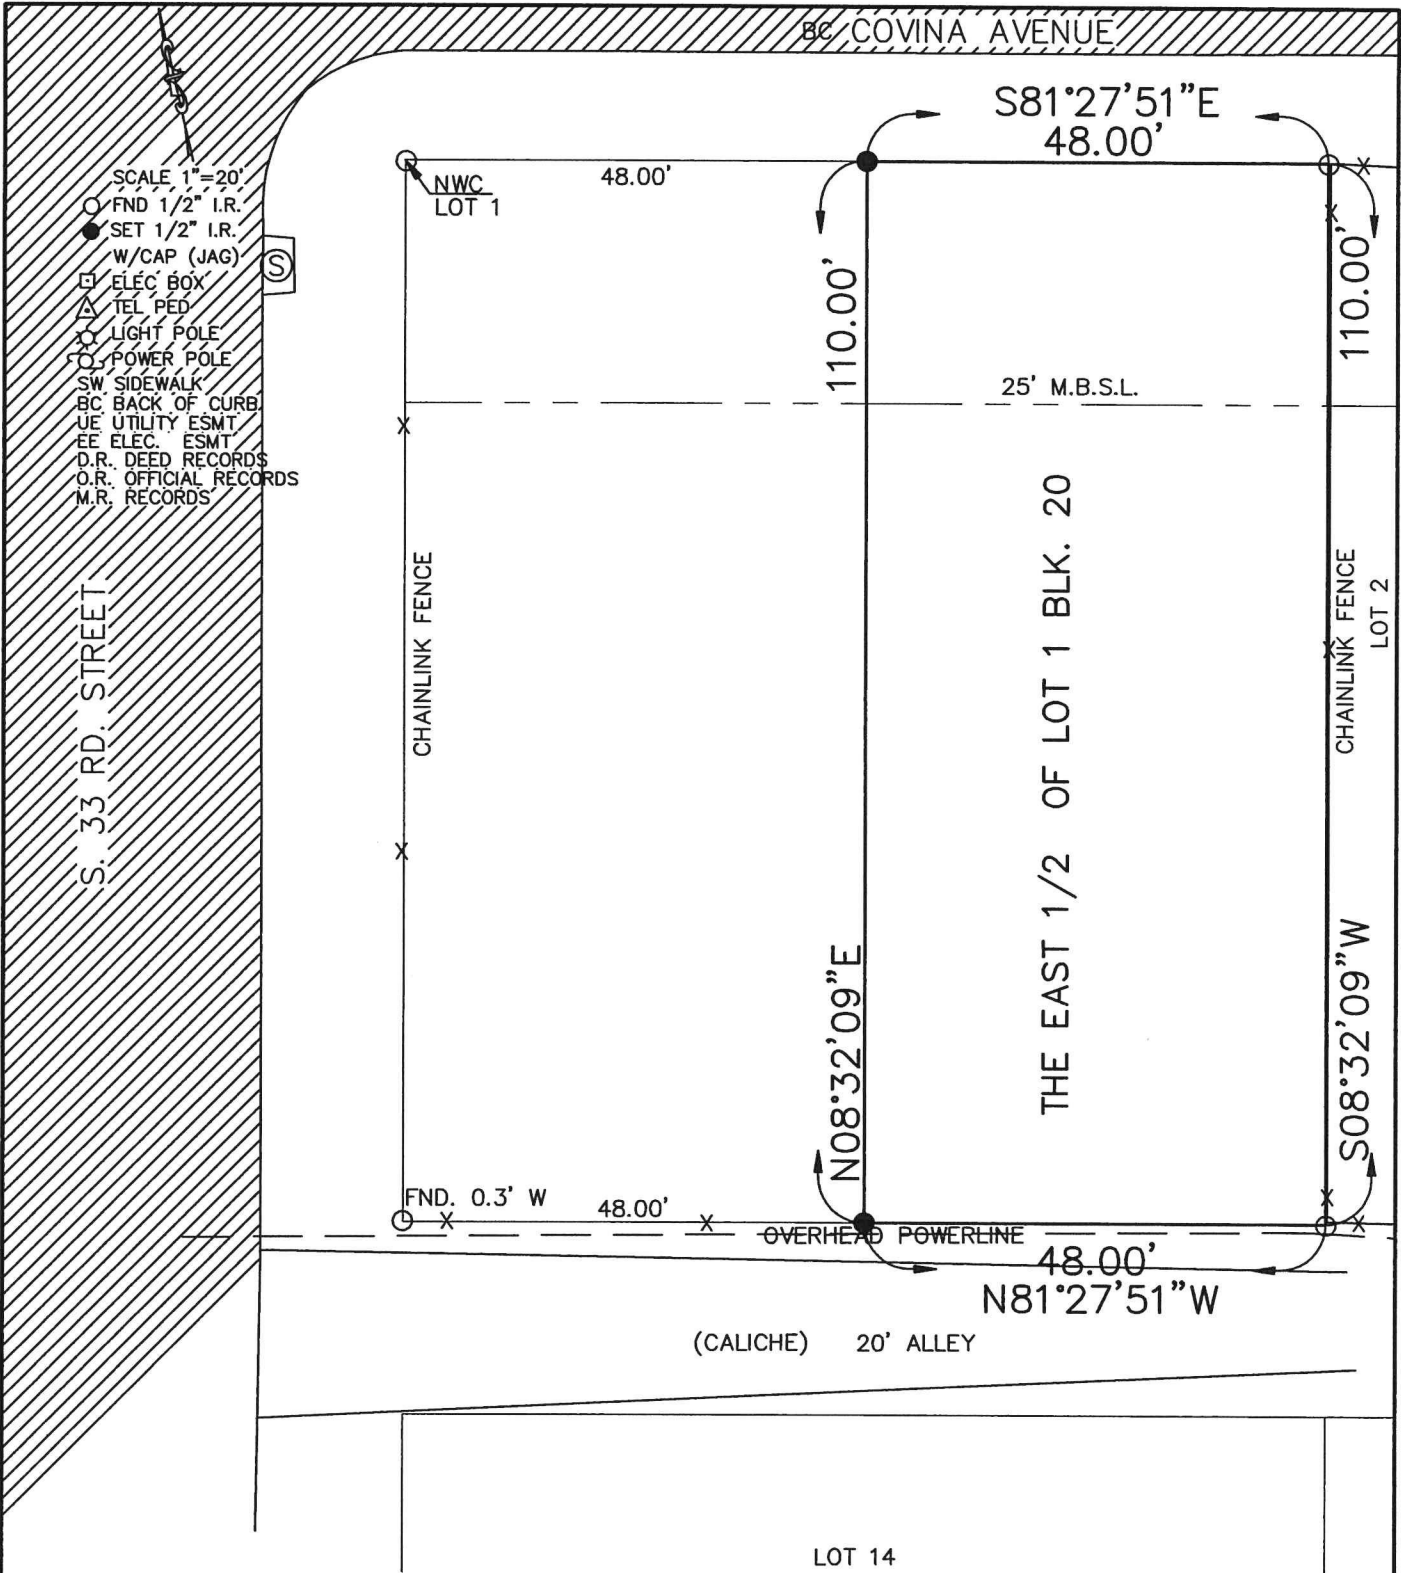 BC COVINA AVENUE
S81°27'51"E
48.00'
48.00'
NWC
LOT 1
SCALE 1"=20'
FND 1/2" I.R.
SET 1/2" I.R.
W/CAP (JAG)
ELEC BOX
TEL PED
LIGHT POLE
POWER POLE
SW SIDEWALK
BC BACK OF CURB
UE UTILITY ESMT
EE ELEC. ESMT
D.R. DEED RECORDS
O.R. OFFICIAL RECORDS
M.R. RECORDS
S
110.00'
110.00'
25' M.B.S.L.
S. 33 RD. STREET
CHAINLINK FENCE
THE EAST 1/2 OF LOT 1 BLK. 20
CHAINLINK FENCE
LOT 2
N08°32'09"E
S08°32'09"W
FND. 0.3' W
48.00'
OVERHEAD POWERLINE
48.00'
N81°27'51"W
(CALICHE) 20' ALLEY
LOT 14